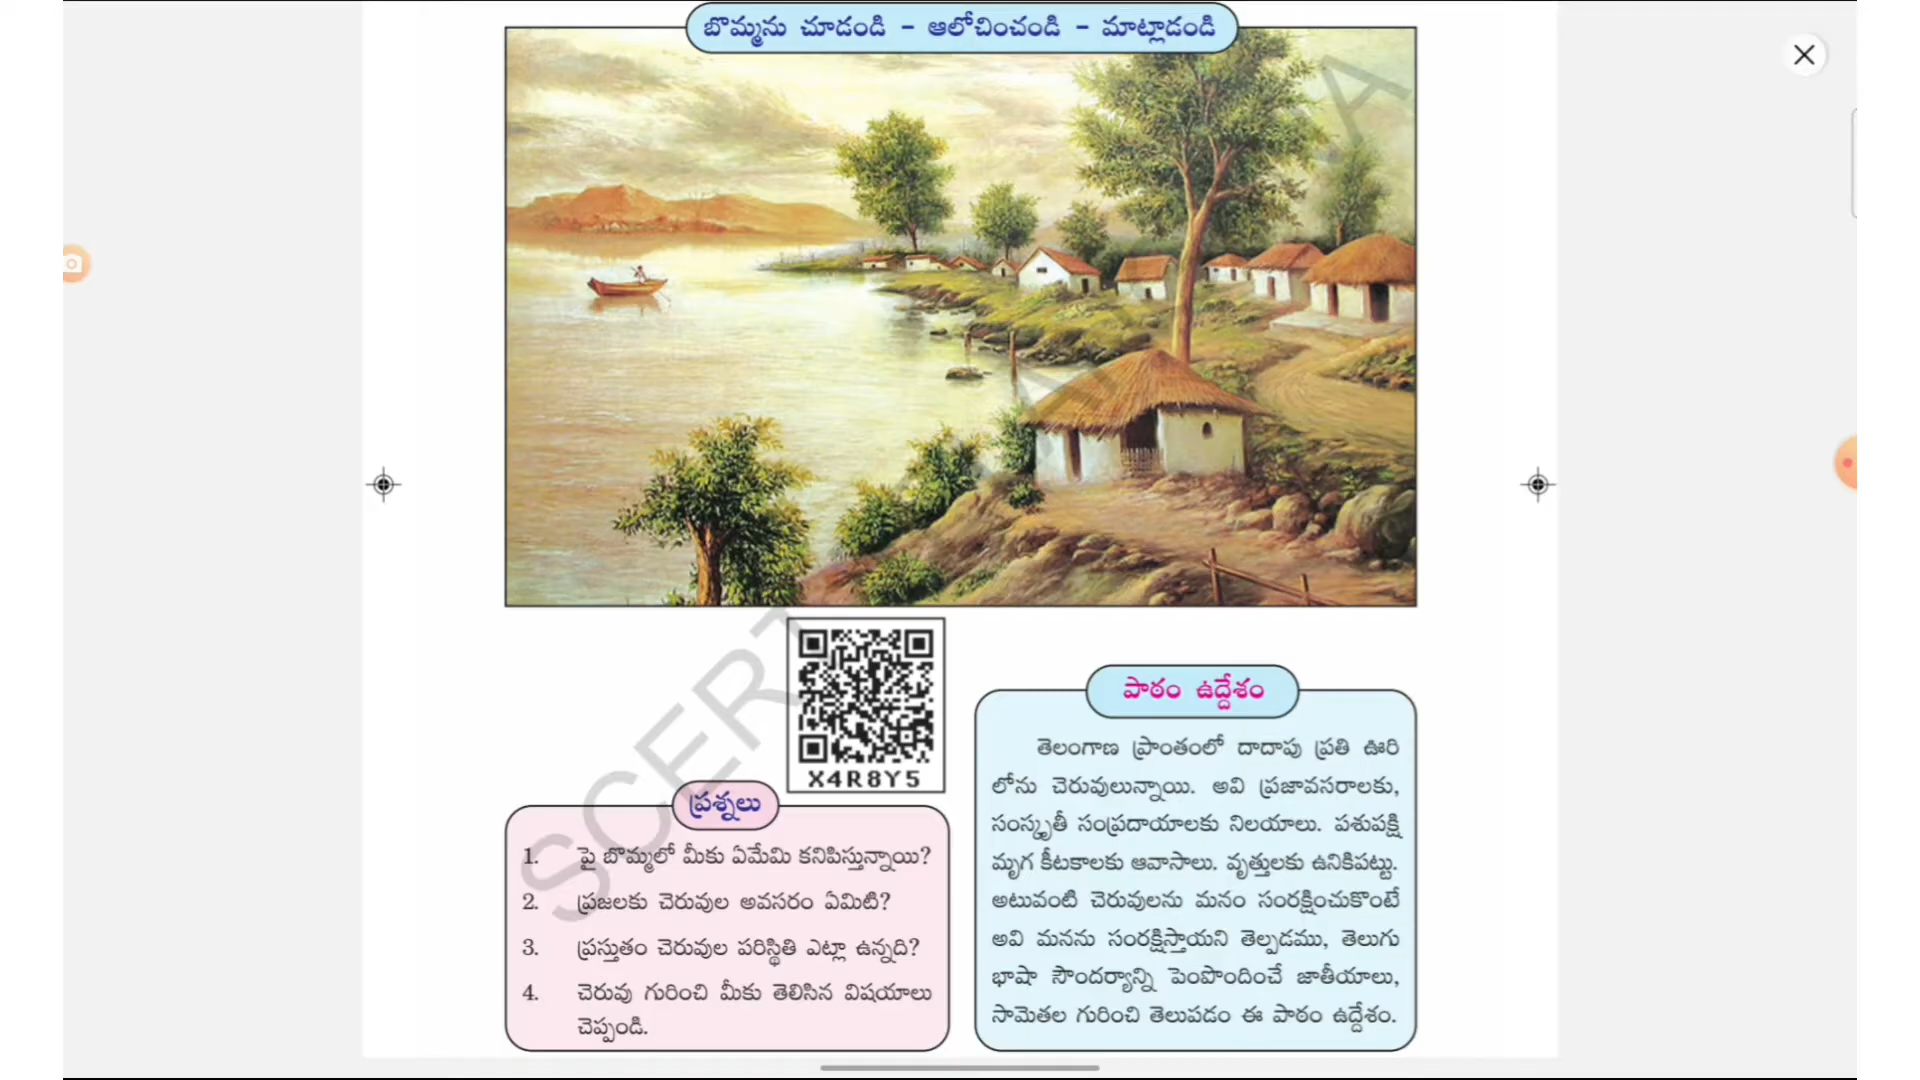 బొమ్మను చూడండి - ఆలోచించండి - మాట్లాడండి
SCERT
X4R8Y5
ప్రశ్నలు
1. పై బొమ్మలో మీకు ఏమేమి కనిపిస్తున్నాయి?
2. ప్రజలకు చెరువుల అవసరం ఏమిటి?
3. ప్రస్తుతం చెరువుల పరిస్థితి ఎట్లా ఉన్నది?
4. చెరువు గురించి మీకు తెలిసిన విషయాలు
చెప్పండి.
పాఠం ఉద్దేశం
తెలంగాణ ప్రాంతంలో దాదాపు ప్రతి ఊరి
లోను చెరువులున్నాయి. అవి ప్రజావసరాలకు,
సంస్కృతీ సంప్రదాయాలకు నిలయాలు. పశుపక్షి
మృగ కీటకాలకు ఆవాసాలు. వృత్తులకు ఉనికిపట్టు.
అటువంటి చెరువులను మనం సంరక్షించుకొంటే
అవి మనను సంరక్షిస్తాయని తెల్పడము, తెలుగు
భాషా సౌందర్యాన్ని పెంపొందించే జాతీయాలు,
సామెతల గురించి తెలుపడం ఈ పాఠం ఉద్దేశం.